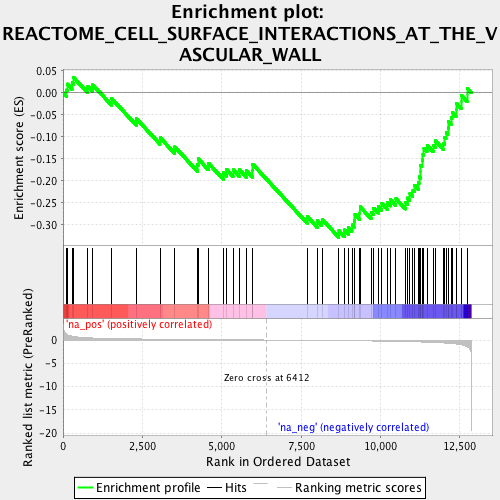 Enrichment plot:
REACTOME_CELL_SURFACE_INTERACTIONS_AT_THE_V
ASCULAR_WALL
Enrichment score (ES)
0.05
0.00
-0.05
-0.10
-0.15
-0.20
-0.25
-0.30
'na_pos' (positively correlated)
Ranked list metric (PreRanked)
0
-5
-10
-15
-20
Zero cross at 6412
'na_neg' (negatively correlated)
0
2,500
5,000
7,500
10,000
12,500
Rank in Ordered Dataset
Enrichment profile
Hits
Ranking metric scores